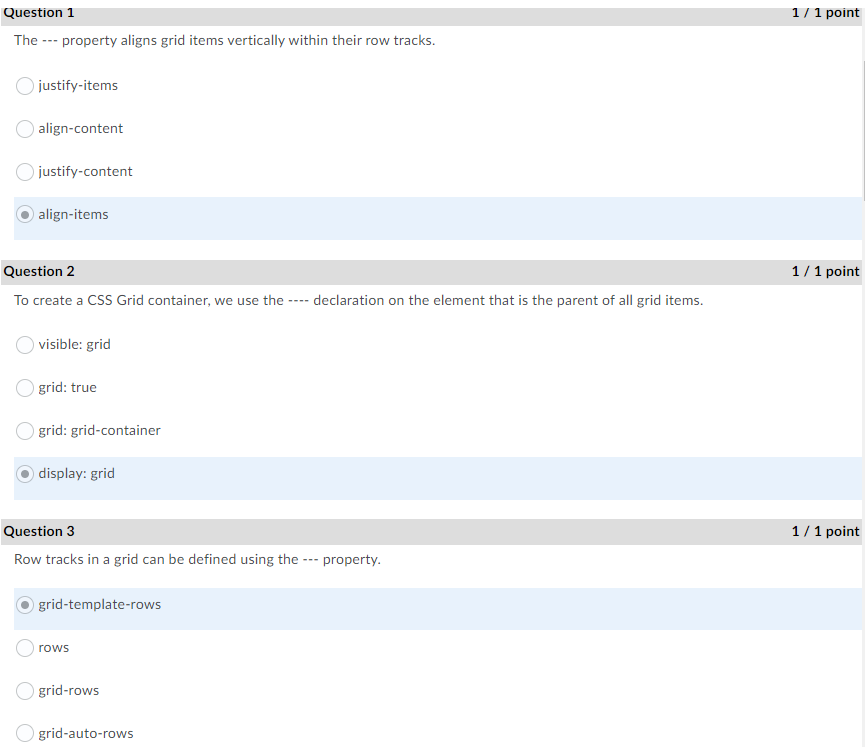 Question 1 1 / 1 point
The --- property aligns grid items vertically within their row tracks.
justify-items
align-content
justify-content
align-items
Question 2 1 / 1 point
To create a CSS Grid container, we use the ---- declaration on the element that is the parent of all grid items.
visible: grid
grid: true
grid: grid-container
display: grid
Question 3 1 / 1 point
Row tracks in a grid can be defined using the --- property.
grid-template-rows
rows
grid-rows
grid-auto-rows